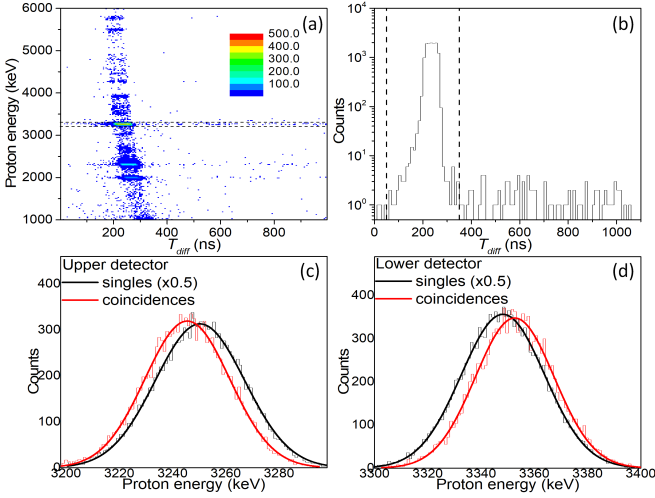 (a)
6000
5000
4000
3000
2000
1000
Proton energy (keV)
500.0
400.0
300.0
200.0
100.0
200 400 600 800
T_diff (ns)
(b)
10^4
10^3
10^2
10^1
10^0
Counts
0 200 400 600 800 1000
T_diff (ns)
(c)
Upper detector
singles (x0.5)
coincidences
400
300
200
100
0
Counts
3200 3220 3240 3260 3280
Proton energy (keV)
(d)
Lower detector
singles (x0.5)
coincidences
400
300
200
100
0
Counts
3300 3320 3340 3360 3380 3400
Proton energy (keV)